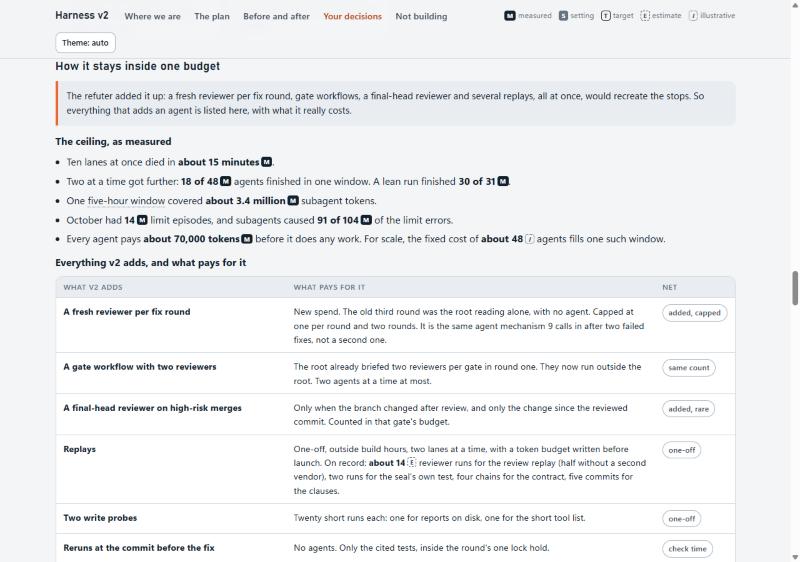 Harness v2 Where we are The plan Before and after Your decisions Not building M measured S setting T target E estimate I illustrative
Theme: auto
How it stays inside one budget
The refuter added it up: a fresh reviewer per fix round, gate workflows, a final-head reviewer and several replays, all at once, would recreate the stops. So
everything that adds an agent is listed here, with what it really costs.
The ceiling, as measured
• Ten lanes at once died in about 15 minutes M.
• Two at a time got further: 18 of 48 M agents finished in one window. A lean run finished 30 of 31 M.
• One five-hour window covered about 3.4 million M subagent tokens.
• October had 14 M limit episodes, and subagents caused 91 of 104 M of the limit errors.
• Every agent pays about 70,000 tokens M before it does any work. For scale, the fixed cost of about 48 I agents fills one such window.
Everything v2 adds, and what pays for it
WHAT V2 ADDS WHAT PAYS FOR IT NET
A fresh reviewer per fix round New spend. The old third round was the root reading alone, with no agent. Capped at added, capped
one per round and two rounds. It is the same agent mechanism 9 calls in after two failed
fixes, not a second one.
A gate workflow with two reviewers The root already briefed two reviewers per gate in round one. They now run outside the same count
root. Two agents at a time at most.
A final-head reviewer on high-risk merges Only when the branch changed after review, and only the change since the reviewed added, rare
commit. Counted in that gate's budget.
Replays One-off, outside build hours, two lanes at a time, with a token budget written before one-off
launch. On record: about 14 E reviewer runs for the review replay (half without a second
vendor), two runs for the seal's own test, four chains for the contract, five commits for
the clauses.
Two write probes Twenty short runs each: one for reports on disk, one for the short tool list. one-off
Reruns at the commit before the fix No agents. Only the cited tests, inside the round's one lock hold. check time